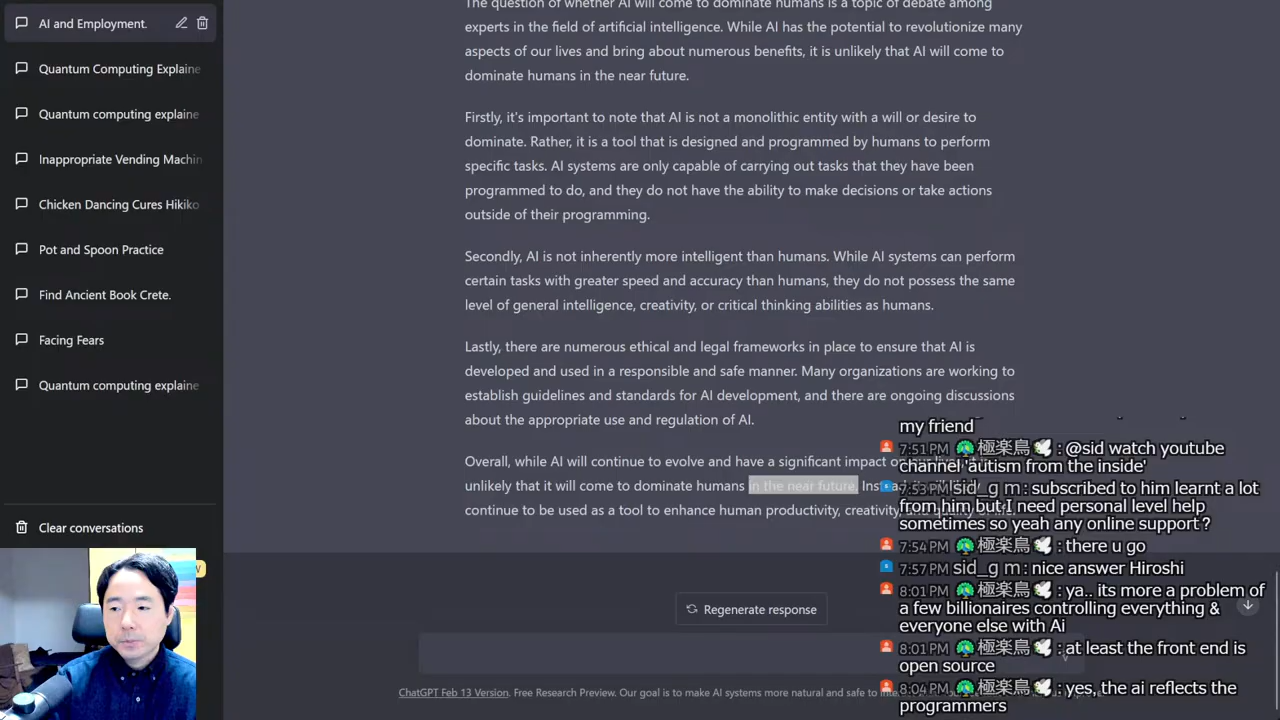 AI and Employment.
Quantum Computing Explaine
Quantum computing explaine
Inappropriate Vending Machin
Chicken Dancing Cures Hikiko
Pot and Spoon Practice
Find Ancient Book Crete.
Facing Fears
Quantum computing explaine
Clear conversations
The question of whether AI will come to dominate humans is a topic of debate among
experts in the field of artificial intelligence. While AI has the potential to revolutionize many
aspects of our lives and bring about numerous benefits, it is unlikely that AI will come to
dominate humans in the near future.
Firstly, it's important to note that AI is not a monolithic entity with a will or desire to
dominate. Rather, it is a tool that is designed and programmed by humans to perform
specific tasks. AI systems are only capable of carrying out tasks that they have been
programmed to do, and they do not have the ability to make decisions or take actions
outside of their programming.
Secondly, AI is not inherently more intelligent than humans. While AI systems can perform
certain tasks with greater speed and accuracy than humans, they do not possess the same
level of general intelligence, creativity, or critical thinking abilities as humans.
Lastly, there are numerous ethical and legal frameworks in place to ensure that AI is
developed and used in a responsible and safe manner. Many organizations are working to
establish guidelines and standards for AI development, and there are ongoing discussions
about the appropriate use and regulation of AI.
Overall, while AI will continue to evolve and have a significant impact
unlikely that it will come to dominate humans in the near future.
continue to be used as a tool to enhance human productivity, creativity,
Regenerate response
ChatGPT Feb 13 Version. Free Research Preview. Our goal is to make AI systems more natural and safe to
my friend
7:51 PM 極楽鳥 : @sid watch youtube
channel 'autism from the inside'
7:53 PM sid_g m : subscribed to him learnt a lot
from him but I need personal level help
sometimes so yeah any online support ?
7:54 PM 極楽鳥 : there u go
7:57 PM sid_g m : nice answer Hiroshi
8:01 PM 極楽鳥 : ya.. its more a problem of
a few billionaires controlling everything &
everyone else with Ai
8:01 PM 極楽鳥 : at least the front end is
open source
8:04 PM 極楽鳥 : yes, the ai reflects the
programmers